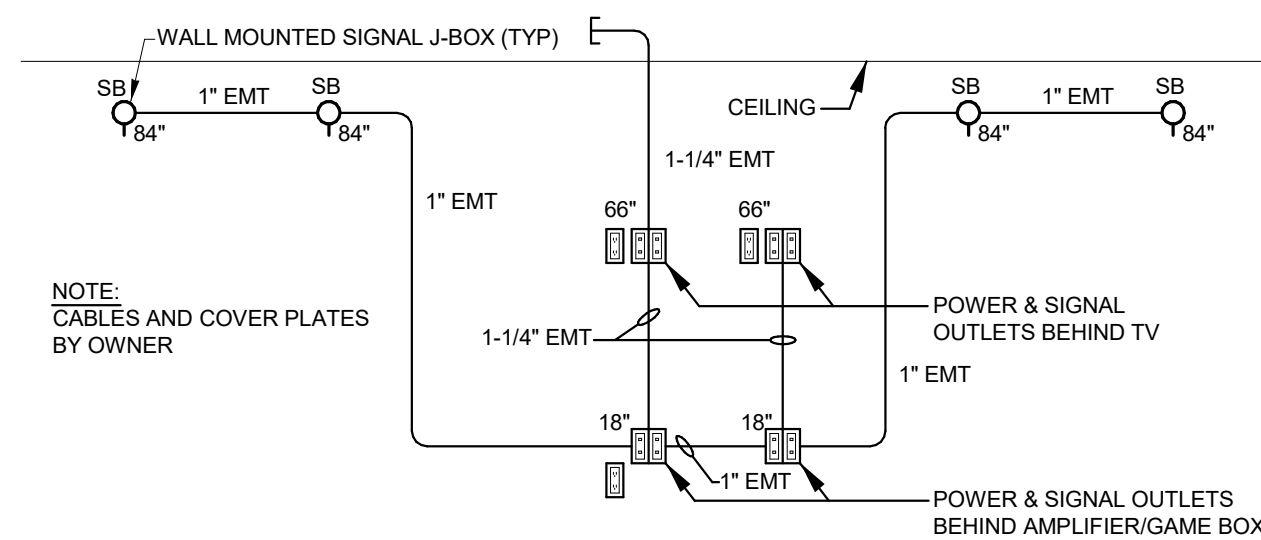 WALL MOUNTED SIGNAL J-BOX (TYP)
SB
1" EMT
SB
SB
1" EMT
SB
84"
84"
CEILING
84"
84"
1-1/4" EMT
1" EMT
66"
66"
NOTE:
CABLES AND COVER PLATES
BY OWNER
POWER & SIGNAL
OUTLETS BEHIND TV
1-1/4" EMT
1" EMT
18"
18"
1" EMT
POWER & SIGNAL OUTLETS
BEHIND AMPLIFIER/GAME BOX